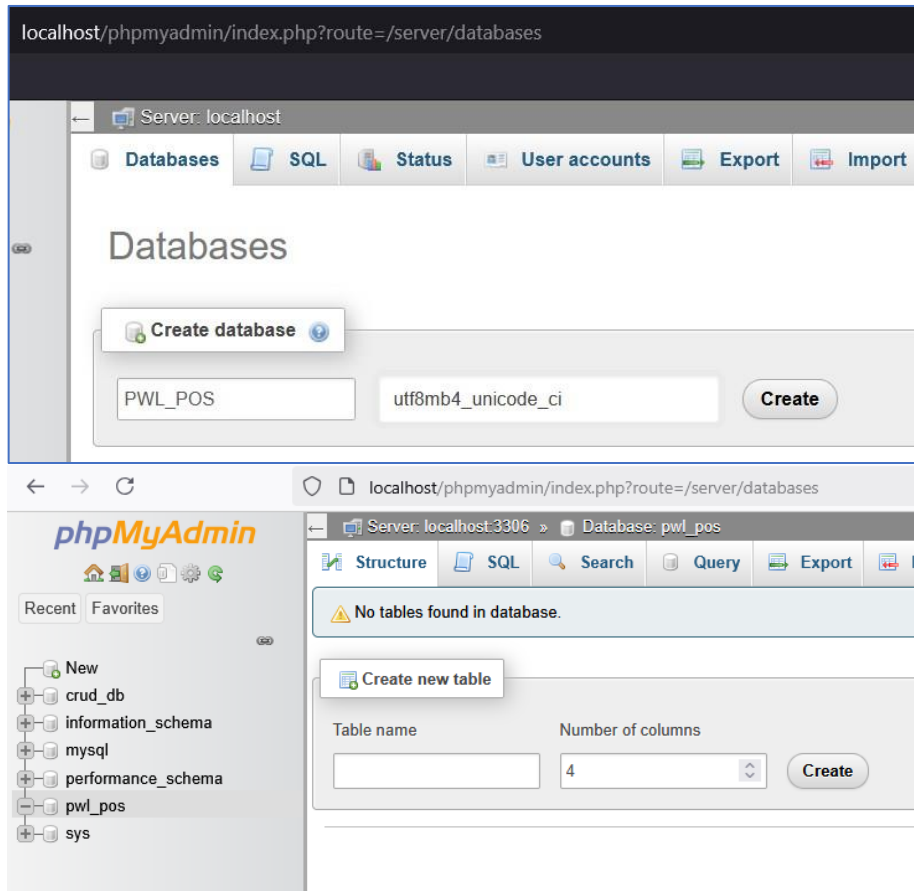 localhost/phpmyadmin/index.php?route=/server/databases
← Server: localhost
Databases SQL Status User accounts Export Import
Databases
Create database
PWL_POS utf8mb4_unicode_ci Create
localhost/phpmyadmin/index.php?route=/server/databases
phpMyAdmin
Recent Favorites
New
crud_db
information_schema
mysql
performance_schema
pwl_pos
sys
← Server: localhost:3306 » Database: pwl_pos
Structure SQL Search Query Export
No tables found in database.
Create new table
Table name Number of columns
4 Create